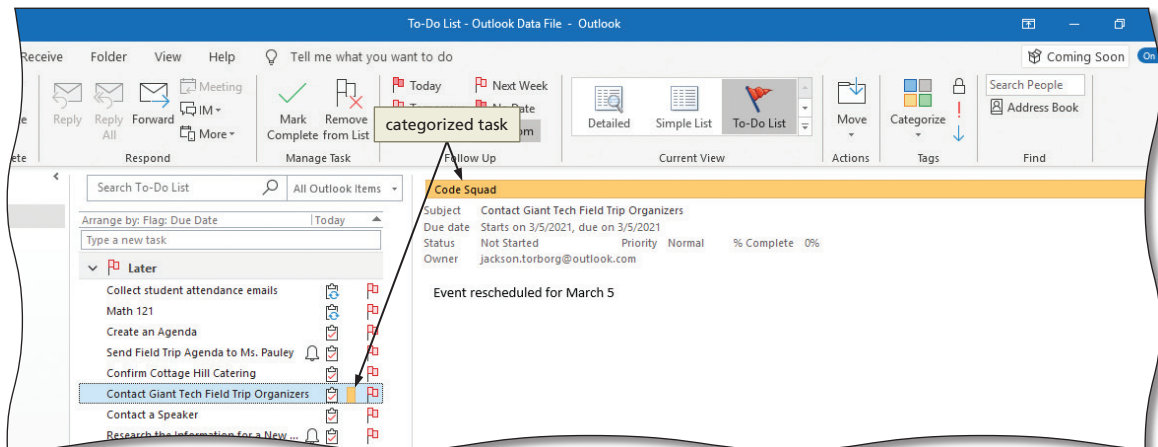 To-Do List - Outlook Data File - Outlook
Receive Folder View Help Tell me what you want to do Coming Soon On
Reply
Reply All
Forward
Meeting
IM
More
Respond
Mark Complete
Remove from List
Manage Task
Today
Next Week
categorized task
Follow Up
Detailed
Simple List
To-Do List
Current View
Move
Actions
Categorize
Tags
Search People
Address Book
Find
Search To-Do List
All Outlook Items
Arrange by: Flag: Due Date Today
Type a new task
Later
Collect student attendance emails
Math 121
Create an Agenda
Send Field Trip Agenda to Ms. Pauley
Confirm Cottage Hill Catering
Contact Giant Tech Field Trip Organizers
Contact a Speaker
Research the Information for a New ...
Code Squad
Subject Contact Giant Tech Field Trip Organizers
Due date Starts on 3/5/2021, due on 3/5/2021
Status Not Started Priority Normal % Complete 0%
Owner jackson.torborg@outlook.com
Event rescheduled for March 5